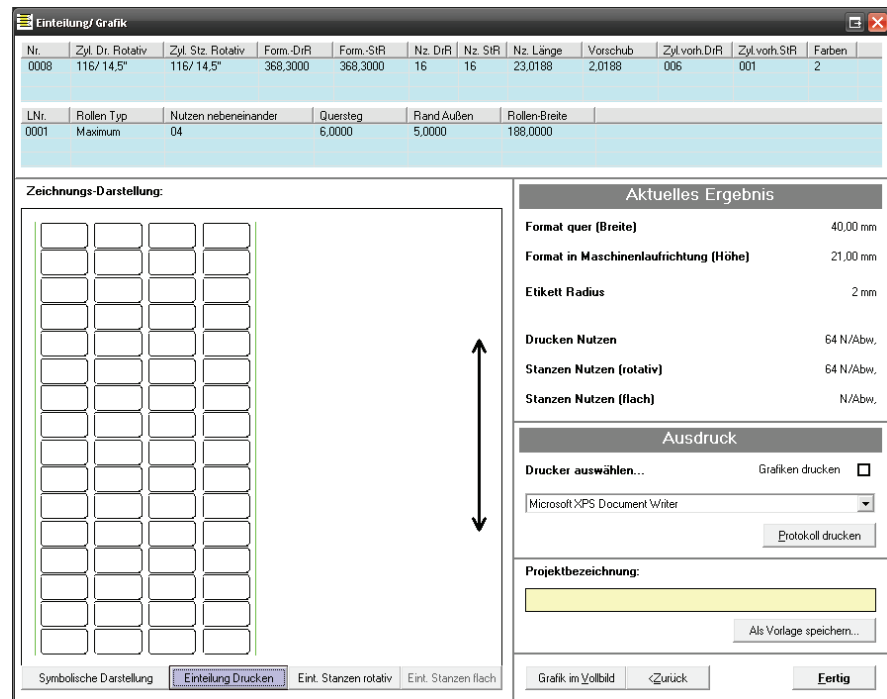 Einteilung/ Grafik
Nr. Zyl. Dr. Rotativ Zyl. Stz. Rotativ Form.-DrR Form.-StR Nz. DrR Nz. StR Nz. Länge Vorschub Zyl.vorh.DrR Zyl.vorh.StR Farben
0008 116/ 14,5" 116/ 14,5" 368,3000 368,3000 16 16 23,0188 2,0188 006 001 2
LNr. Rollen Typ Nutzen nebeneinander Quersteg Rand Außen Rollen-Breite
0001 Maximum 04 6,0000 5,0000 188,0000
Zeichnungs-Darstellung:
Aktuelles Ergebnis
Format quer (Breite) 40,00 mm
Format in Maschinenlaufrichtung (Höhe) 21,00 mm
Etikett Radius 2 mm
Drucken Nutzen 64 N/Abw,
Stanzen Nutzen (rotativ) 64 N/Abw,
Stanzen Nutzen (flach) N/Abw,
Ausdruck
Drucker auswählen... Grafiken drucken
Microsoft XPS Document Writer
Protokoll drucken
Projektbezeichnung:
Als Vorlage speichern...
Symbolische Darstellung Einteilung Drucken Eint. Stanzen rotativ Eint. Stanzen flach Grafik im Vollbild <Zurück Fertig